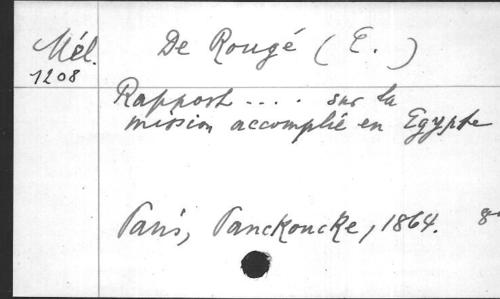 Mél. De Rougé (E.)
1208
Rapport .... sur la
mission accomplie en Egypte
Paris, Panckoucke, 1864.